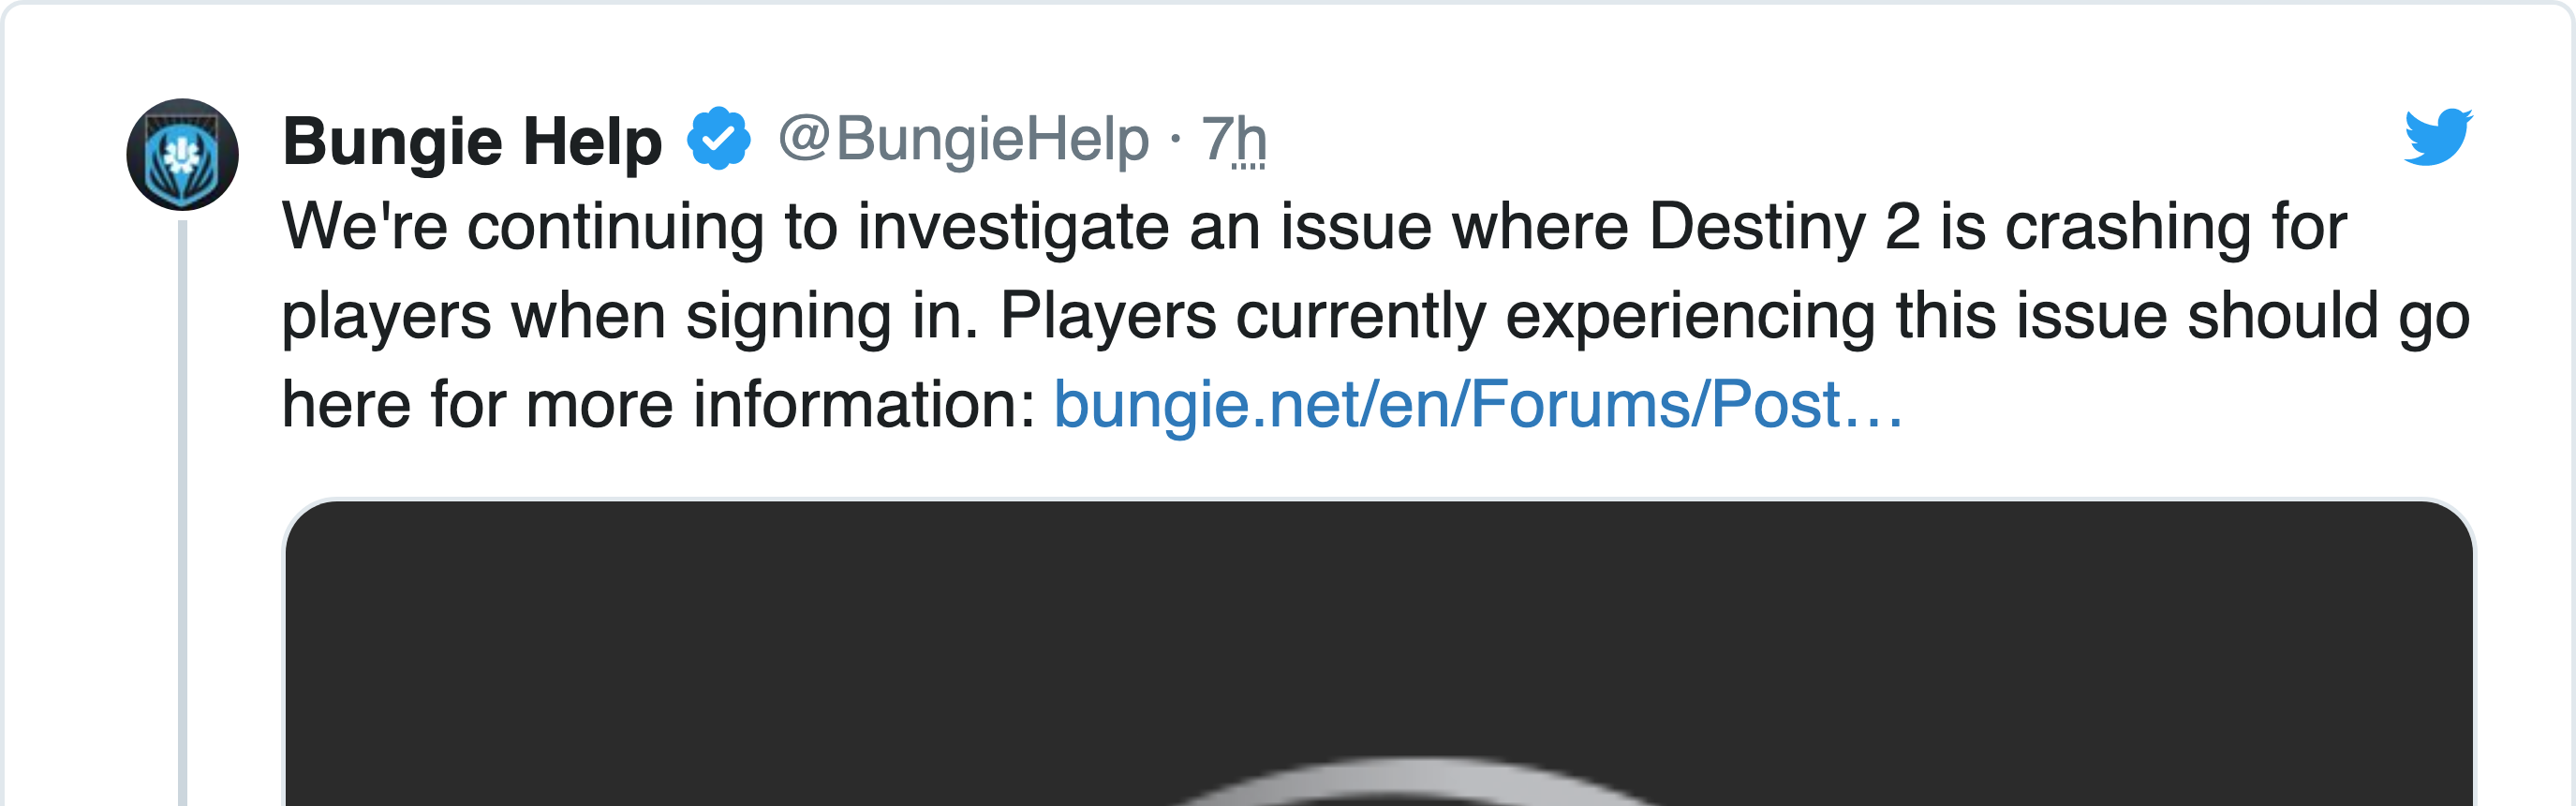 Bungie Help @BungieHelp · 7h
We're continuing to investigate an issue where Destiny 2 is crashing for
players when signing in. Players currently experiencing this issue should go
here for more information: bungie.net/en/Forums/Post…